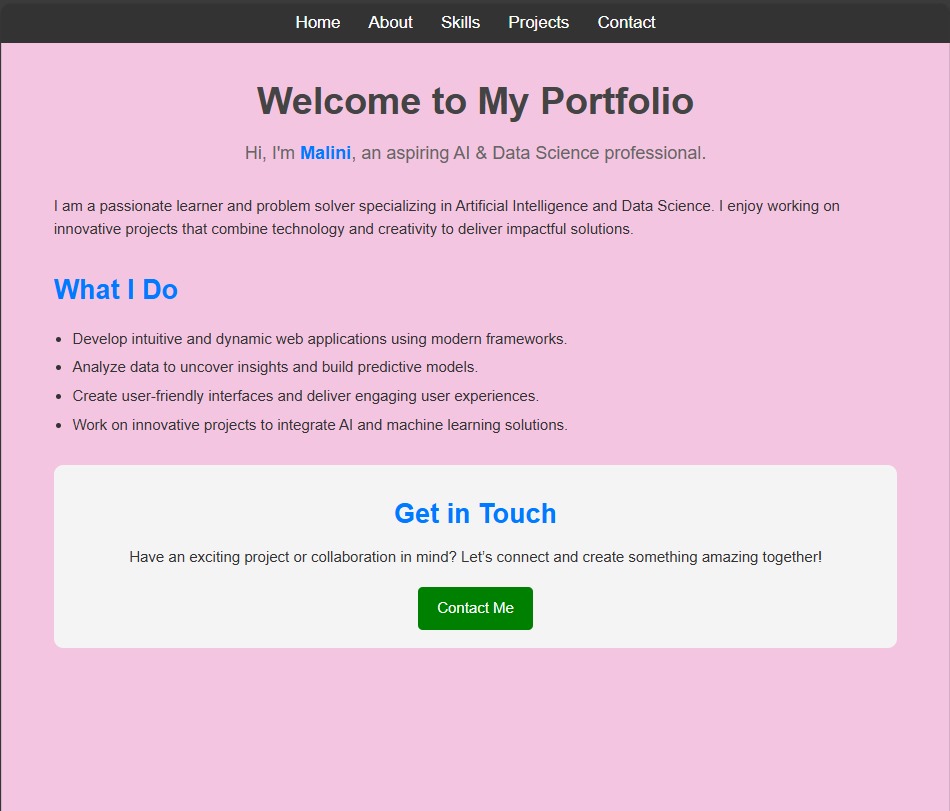 Home About Skills Projects Contact
Welcome to My Portfolio
Hi, I'm Malini, an aspiring AI & Data Science professional.
I am a passionate learner and problem solver specializing in Artificial Intelligence and Data Science. I enjoy working on
innovative projects that combine technology and creativity to deliver impactful solutions.
What I Do
• Develop intuitive and dynamic web applications using modern frameworks.
• Analyze data to uncover insights and build predictive models.
• Create user-friendly interfaces and deliver engaging user experiences.
• Work on innovative projects to integrate AI and machine learning solutions.
Get in Touch
Have an exciting project or collaboration in mind? Let’s connect and create something amazing together!
Contact Me